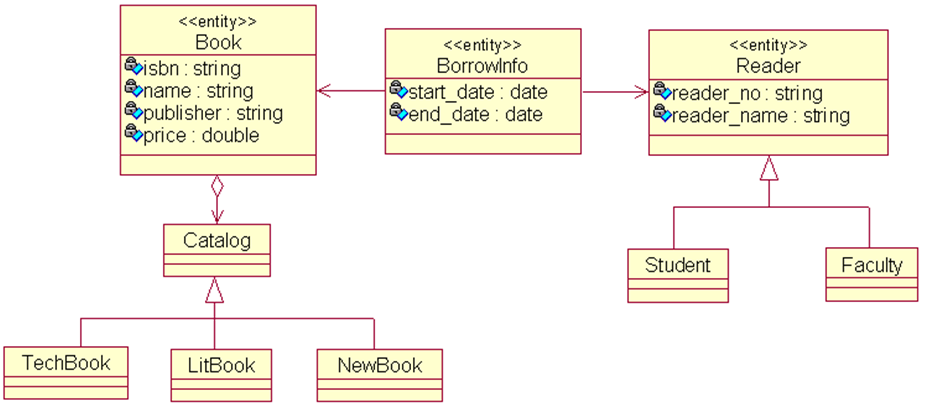 <<entity>>
Book
isbn : string
name : string
publisher : string
price : double
<<entity>>
BorrowInfo
start_date : date
end_date : date
<<entity>>
Reader
reader_no : string
reader_name : string
Catalog
Student
Faculty
TechBook
LitBook
NewBook